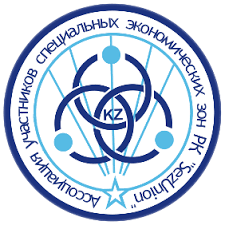 Ассоциация участников специальных экономических зон РК "SezUnion"
KZ